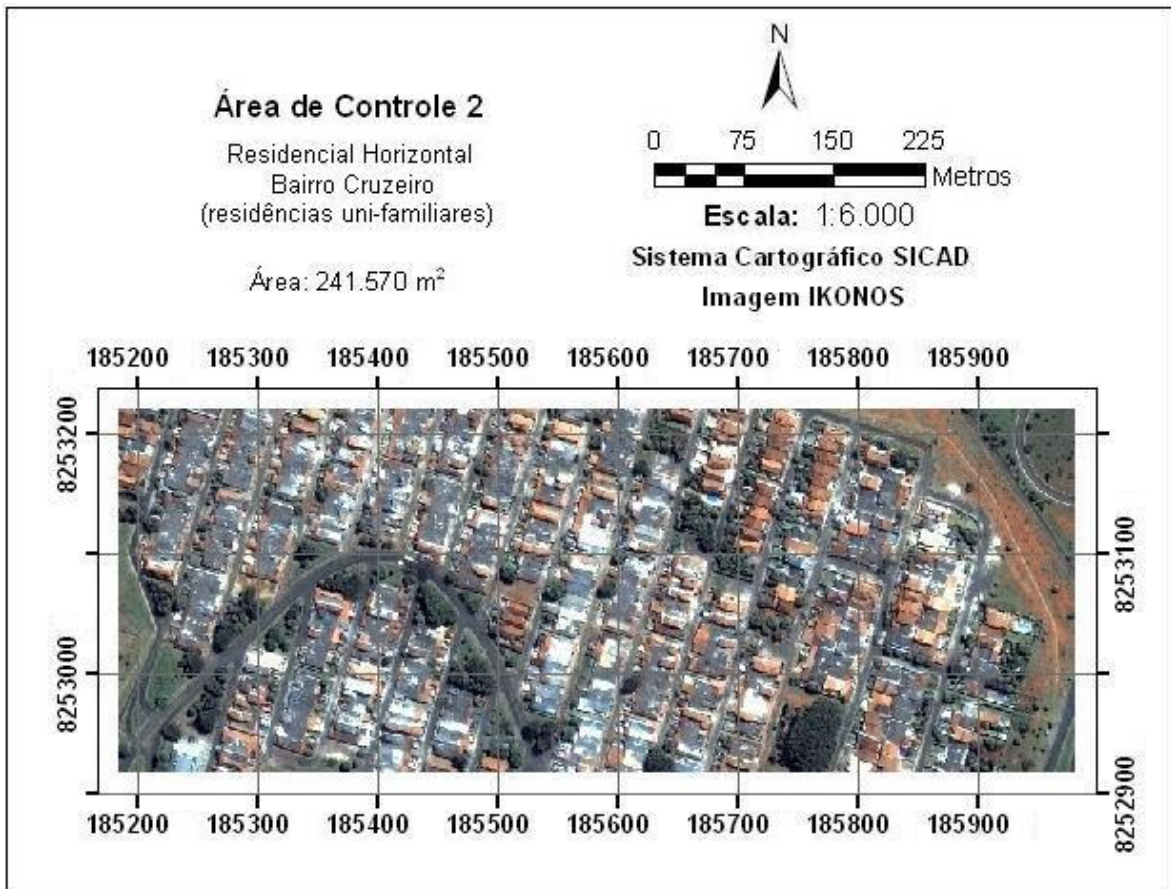 Área de Controle 2
Residencial Horizontal
Bairro Cruzeiro
(residências uni-familiares)
Área: 241.570 m²
N
0 75 150 225
Metros
Escala: 1:6.000
Sistema Cartográfico SICAD
Imagem IKONOS
185200 185300 185400 185500 185600 185700 185800 185900
8253200
8253100
8253000
8252900
185200 185300 185400 185500 185600 185700 185800 185900